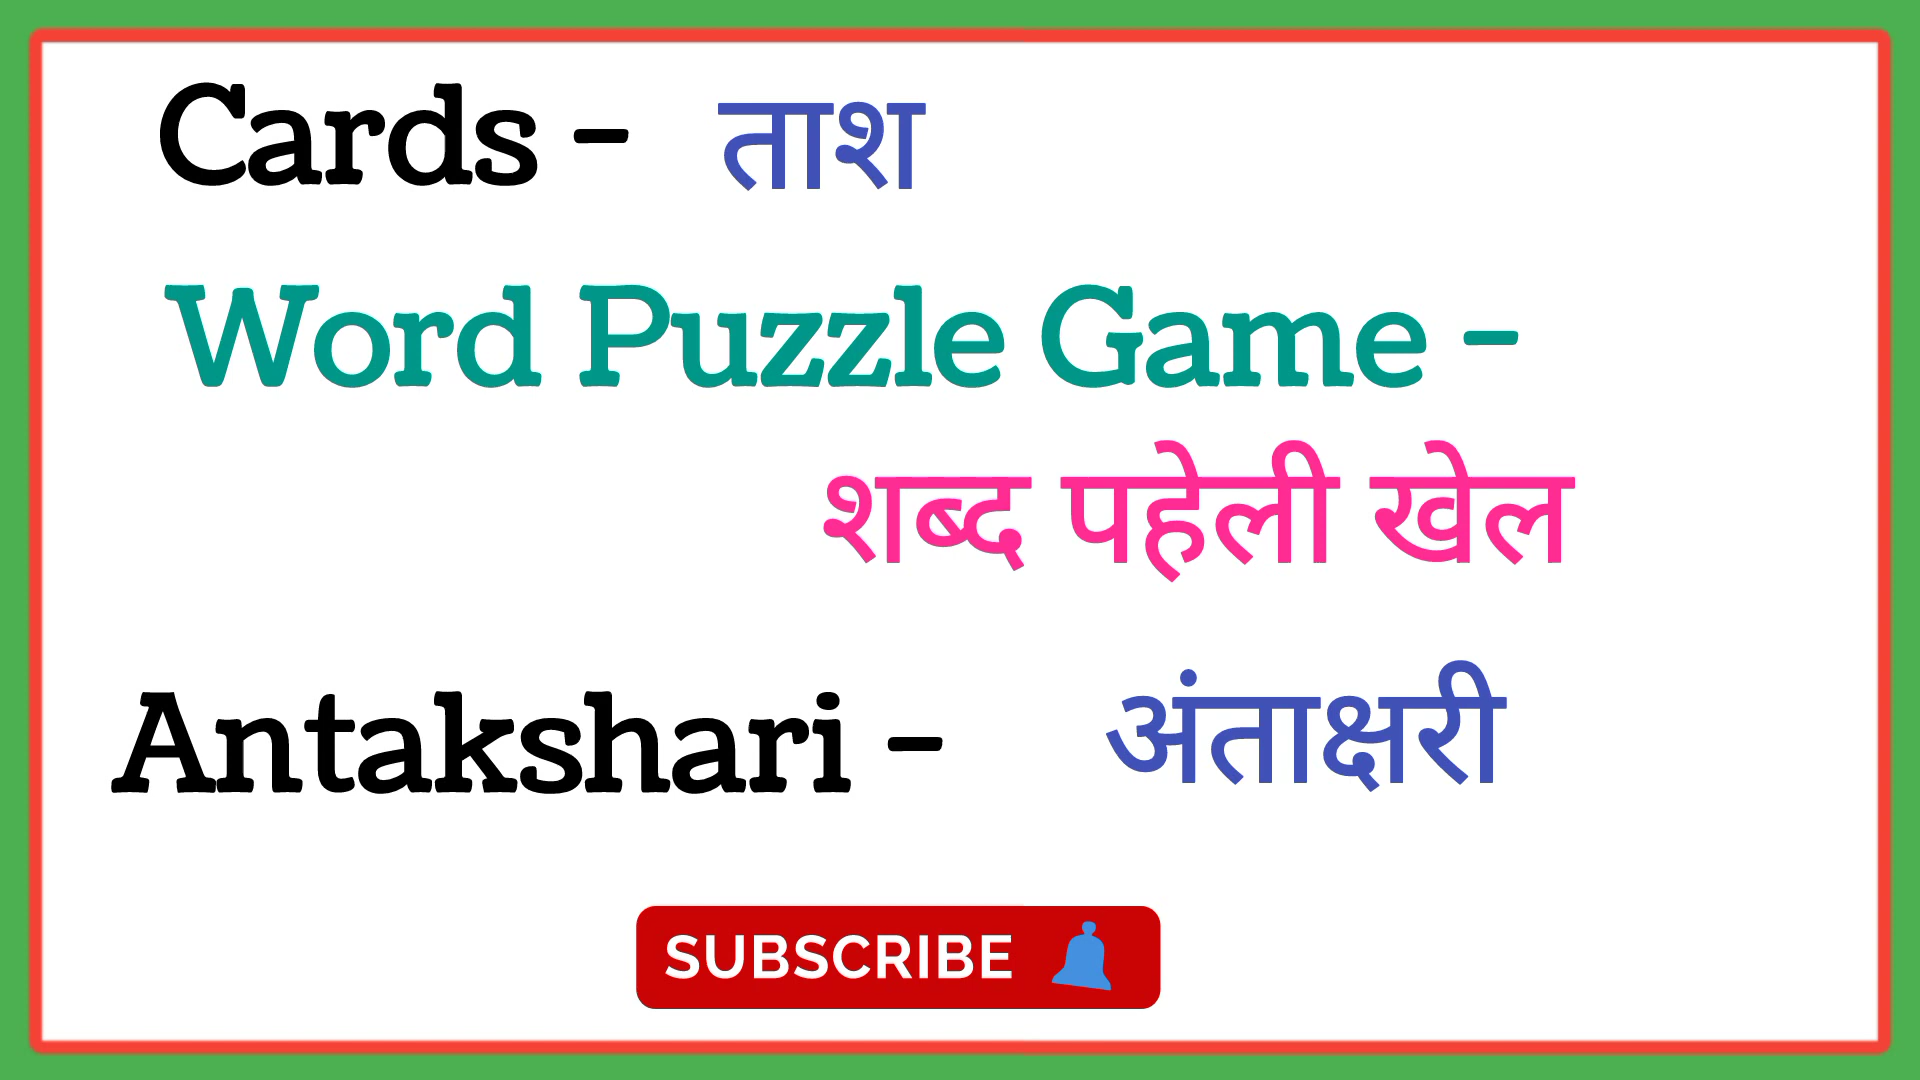 Cards - ताश
Word Puzzle Game -
शब्द पहेली खेल
Antakshari - अंताक्षरी
SUBSCRIBE